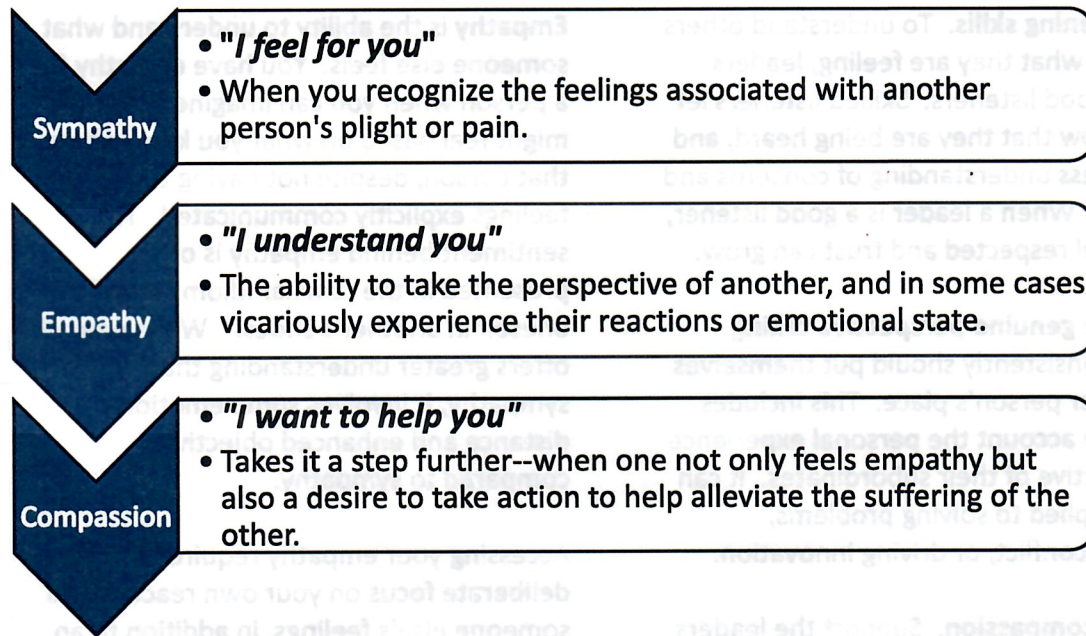 Sympathy
• "I feel for you"
• When you recognize the feelings associated with another
person's plight or pain.
Empathy
• "I understand you"
• The ability to take the perspective of another, and in some cases
vicariously experience their reactions or emotional state.
Compassion
• "I want to help you"
• Takes it a step further--when one not only feels empathy but
also a desire to take action to help alleviate the suffering of the
other.